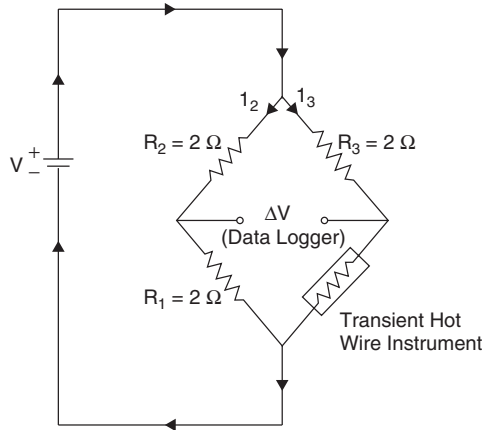 1₂ 1₃
R₂ = 2 Ω
R₃ = 2 Ω
V + −
ΔV
(Data Logger)
R₁ = 2 Ω
Transient Hot
Wire Instrument